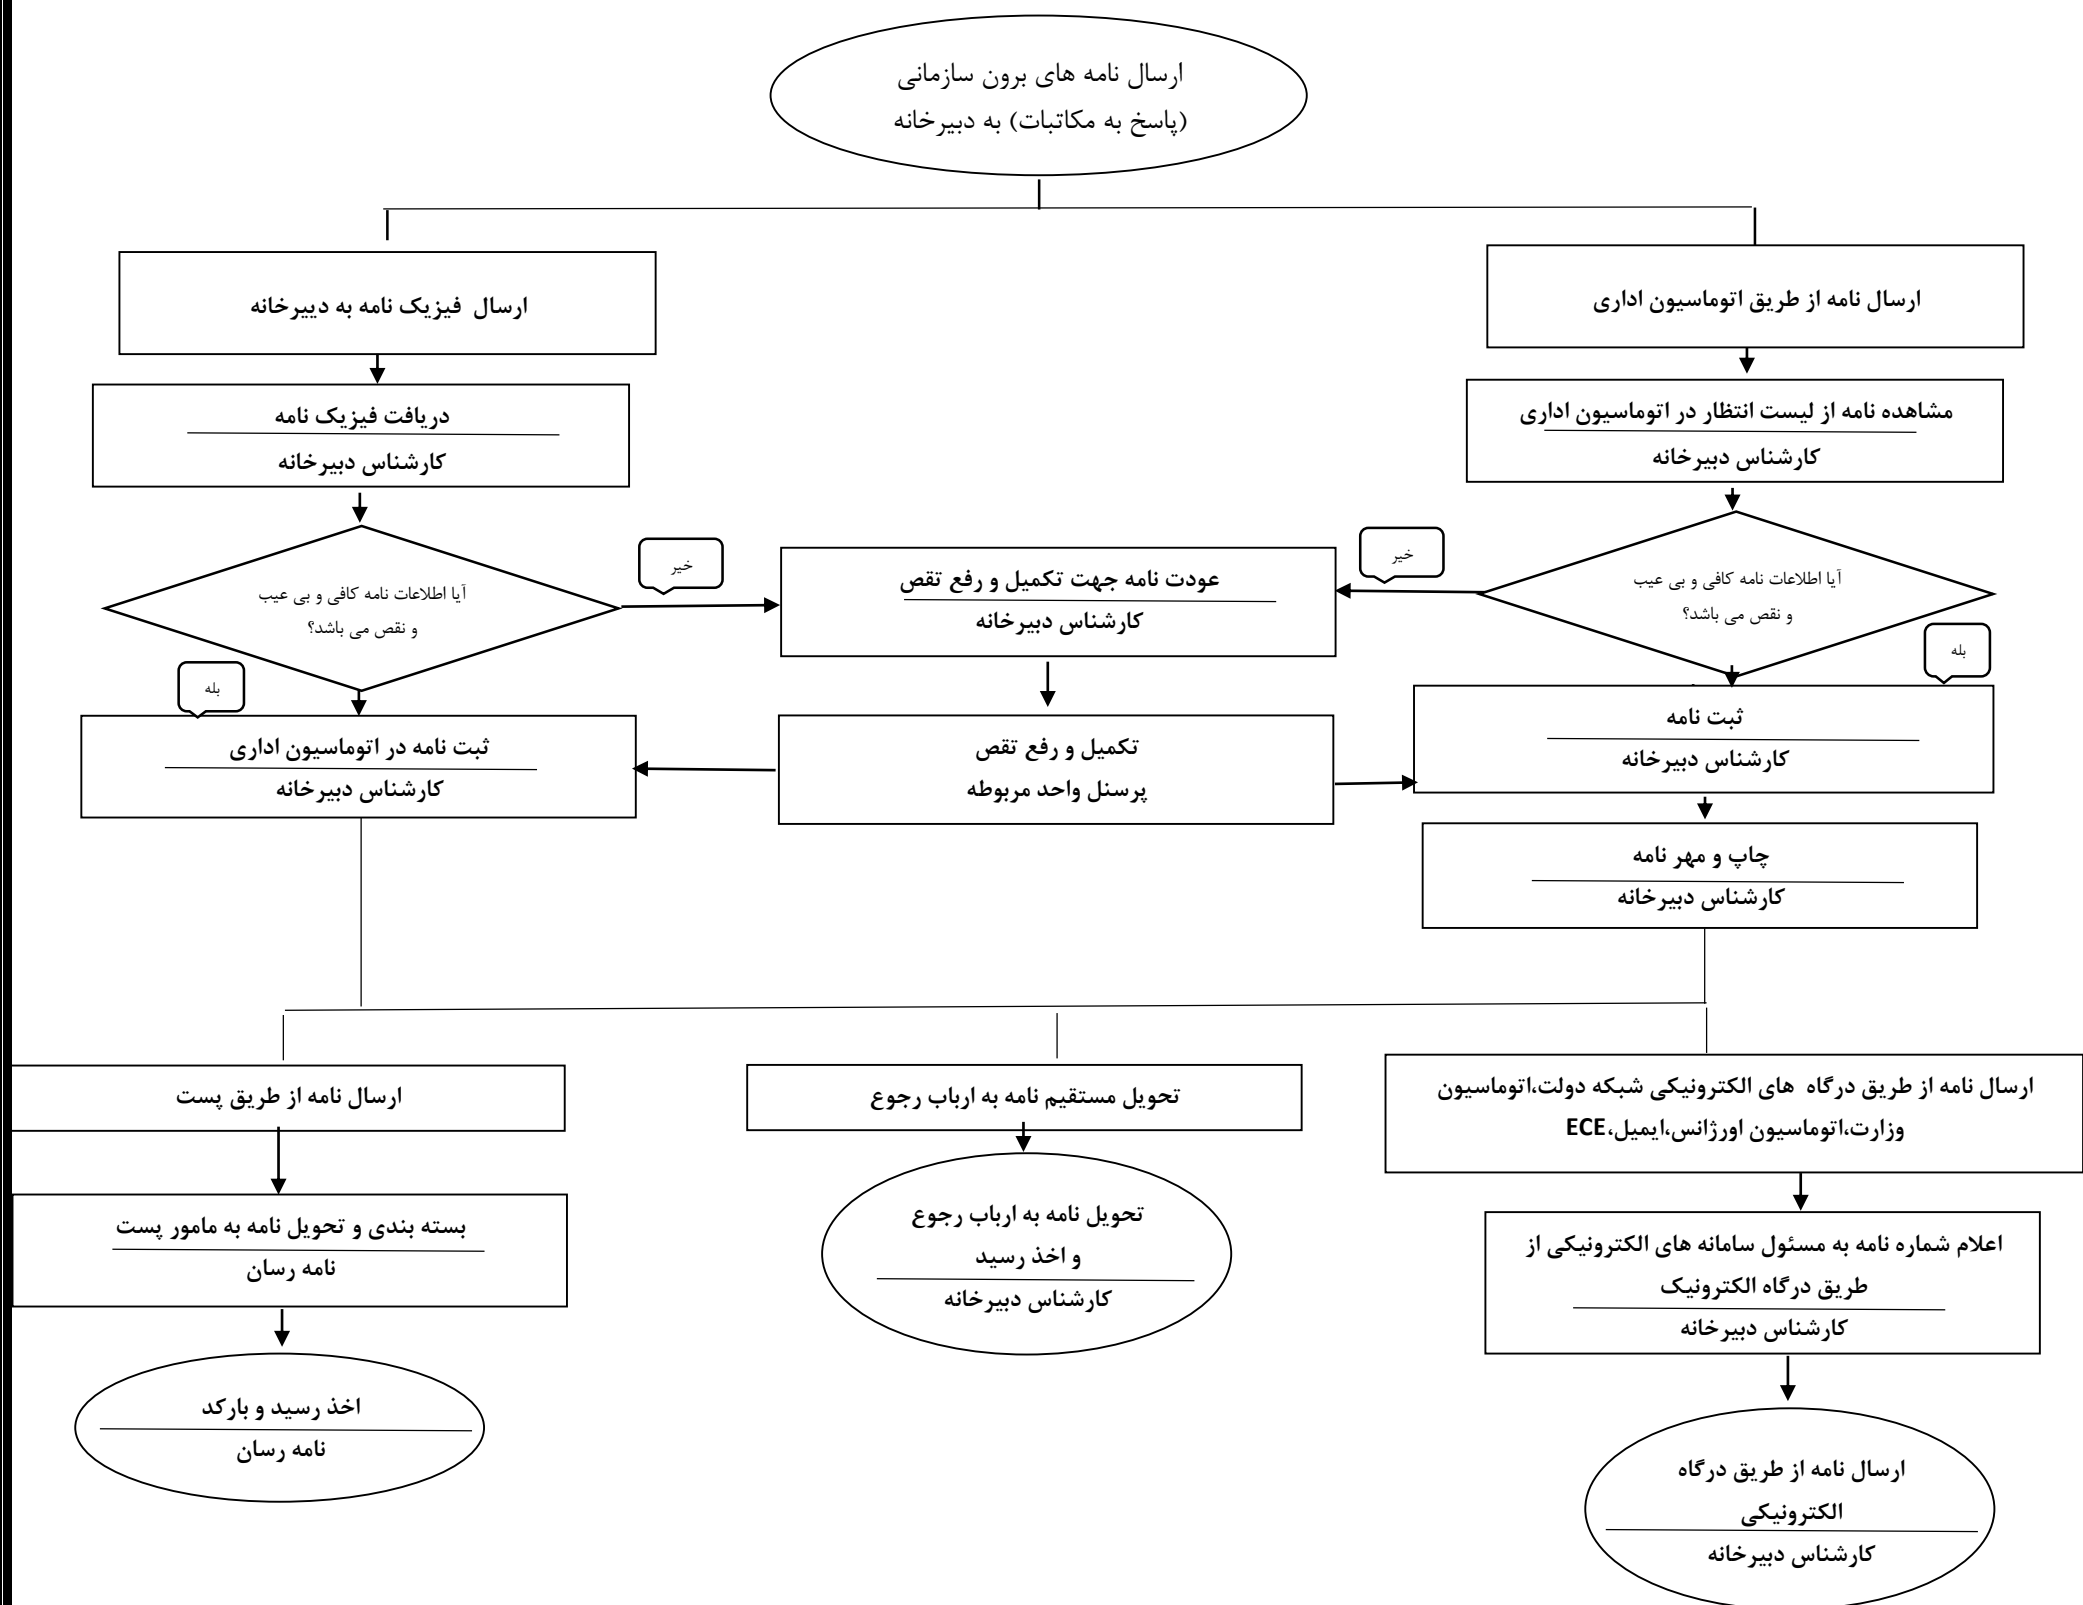 ارسال نامه های برون سازمانی
(پاسخ به مکاتبات) به دبیرخانه
ارسال نامه از طریق اتوماسیون اداری
ارسال فیزیک نامه به دیبرخانه
مشاهده نامه از لیست انتظار در اتوماسیون اداری
کارشناس دبیرخانه
دریافت فیزیک نامه
کارشناس دبیرخانه
آیا اطلاعات نامه کافی و بی عیب
و نقص می باشد؟
خیر
بله
عودت نامه جهت تکمیل و رفع تقص
کارشناس دبیرخانه
خیر
آیا اطلاعات نامه کافی و بی عیب
و نقص می باشد؟
بله
ثبت نامه
کارشناس دبیرخانه
تکمیل و رفع تقص
پرسنل واحد مربوطه
ثبت نامه در اتوماسیون اداری
کارشناس دبیرخانه
چاپ و مهر نامه
کارشناس دبیرخانه
ارسال نامه از طریق درگاه های الکترونیکی شبکه دولت،اتوماسیون
وزارت،اتوماسیون اورژانس،ایمیل،ECE
تحویل مستقیم نامه به ارباب رجوع
ارسال نامه از طریق پست
اعلام شماره نامه به مسئول سامانه های الکترونیکی از
طریق درگاه الکترونیک
کارشناس دبیرخانه
تحویل نامه به ارباب رجوع
و اخذ رسید
کارشناس دبیرخانه
بسته بندی و تحویل نامه به مامور پست
نامه رسان
اخذ رسید و بارکد
نامه رسان
ارسال نامه از طریق درگاه
الکترونیکی
کارشناس دبیرخانه